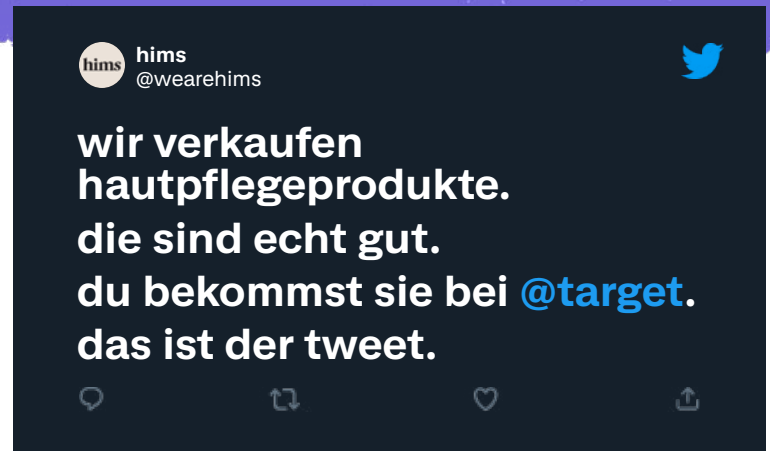 hims
hims
@wearehims
wir verkaufen
hautpflegeprodukte.
die sind echt gut.
du bekommst sie bei @target.
das ist der tweet.